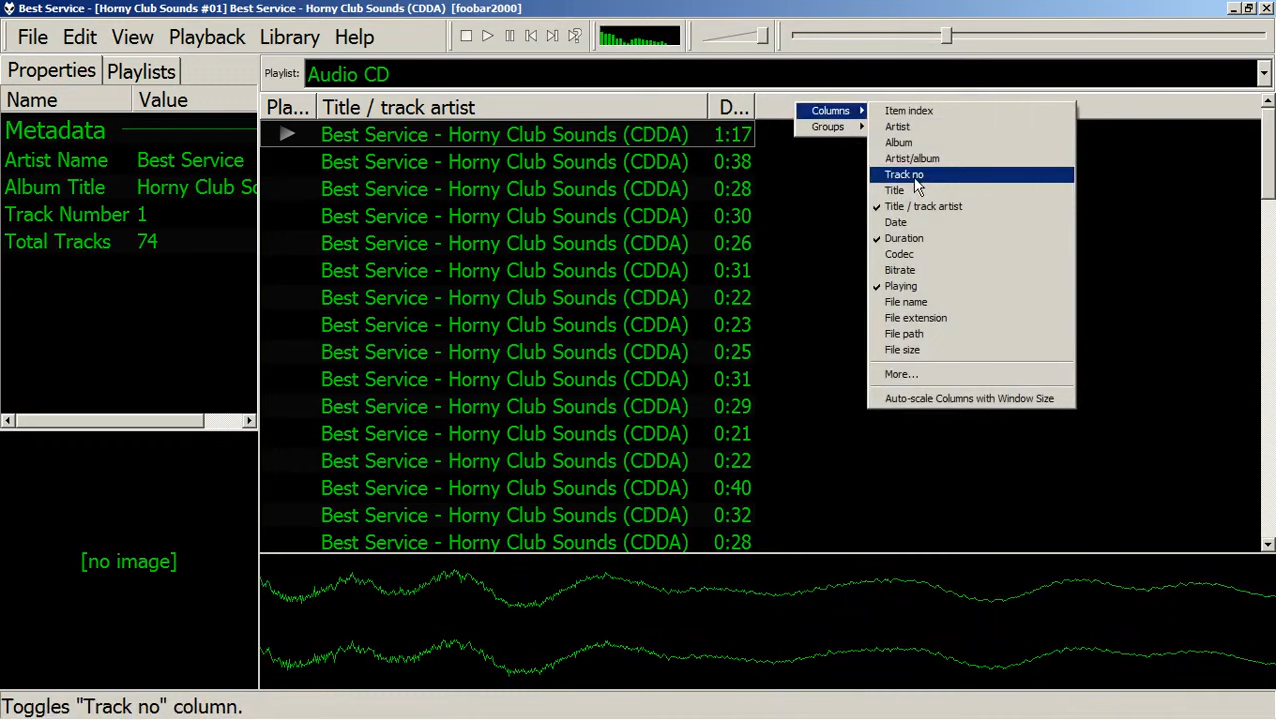 Best Service - [Horny Club Sounds #01] Best Service - Horny Club Sounds (CDDA)   [foobar2000]
File Edit View Playback Library Help
Properties Playlists
Playlist: Audio CD
Name Value
Pla... Title / track artist D...
Metadata
Artist Name Best Service
Album Title Horny Club Sc
Track Number 1
Total Tracks 74
Best Service - Horny Club Sounds (CDDA) 1:17
Best Service - Horny Club Sounds (CDDA) 0:38
Best Service - Horny Club Sounds (CDDA) 0:28
Best Service - Horny Club Sounds (CDDA) 0:30
Best Service - Horny Club Sounds (CDDA) 0:26
Best Service - Horny Club Sounds (CDDA) 0:31
Best Service - Horny Club Sounds (CDDA) 0:22
Best Service - Horny Club Sounds (CDDA) 0:23
Best Service - Horny Club Sounds (CDDA) 0:25
Best Service - Horny Club Sounds (CDDA) 0:31
Best Service - Horny Club Sounds (CDDA) 0:29
Best Service - Horny Club Sounds (CDDA) 0:21
Best Service - Horny Club Sounds (CDDA) 0:22
Best Service - Horny Club Sounds (CDDA) 0:40
Best Service - Horny Club Sounds (CDDA) 0:32
Best Service - Horny Club Sounds (CDDA) 0:28
Columns
Groups
Item index
Artist
Album
Artist/album
Track no
Title
Title / track artist
Date
Duration
Codec
Bitrate
Playing
File name
File extension
File path
File size
More...
Auto-scale Columns with Window Size
[no image]
Toggles "Track no" column.